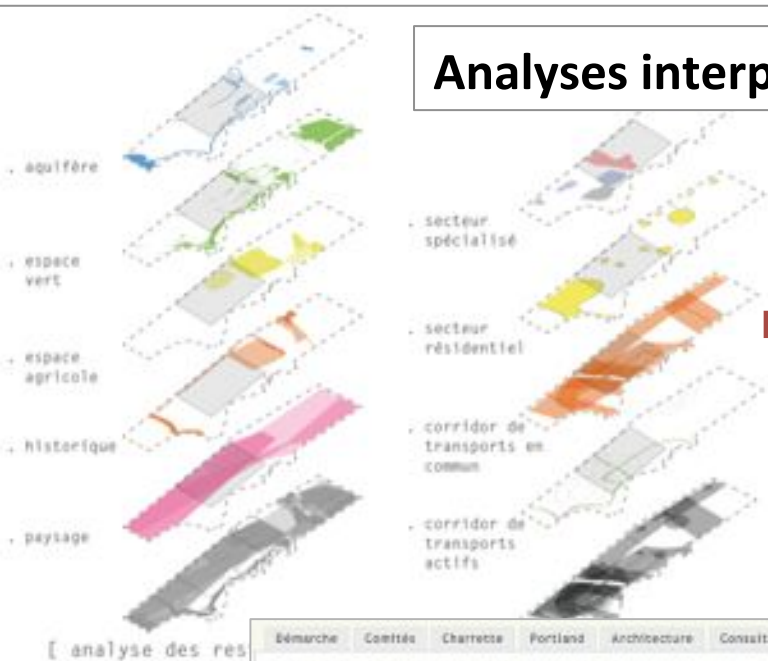 Analyses interp
. aquifère
. espace
vert
. espace
agricole
. historique
. paysage
[ analyse des res
. secteur
spécialisé
. secteur
résidentiel
. corridor de
transports en
commun
. corridor de
transports
actifs
Démarche Comités Charrette Portland Architecture Consult